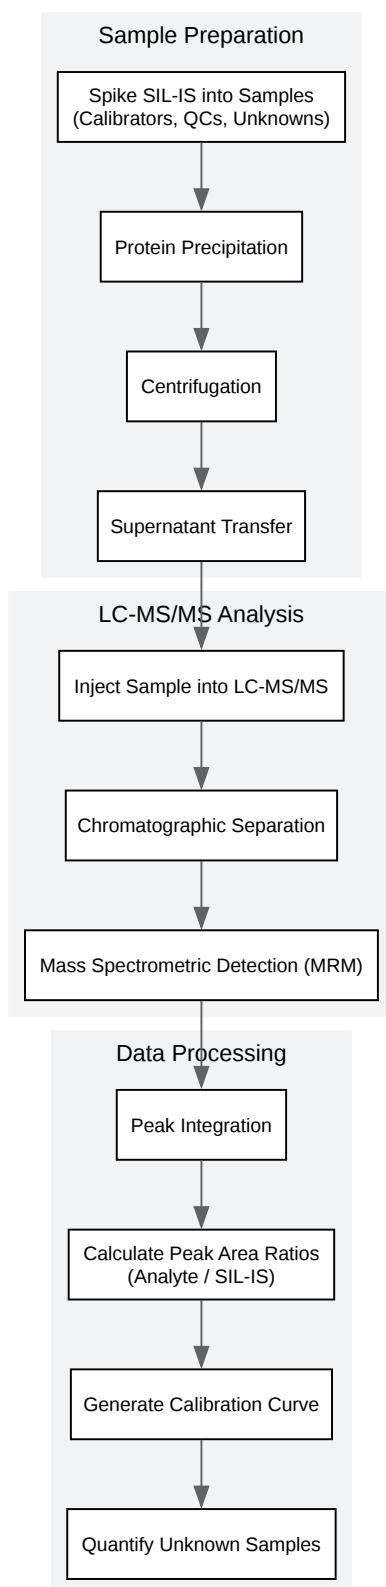 Sample Preparation
Spike SIL-IS into Samples
(Calibrators, QCs, Unknowns)
Protein Precipitation
Centrifugation
Supernatant Transfer
LC-MS/MS Analysis
Inject Sample into LC-MS/MS
Chromatographic Separation
Mass Spectrometric Detection (MRM)
Data Processing
Peak Integration
Calculate Peak Area Ratios
(Analyte / SIL-IS)
Generate Calibration Curve
Quantify Unknown Samples